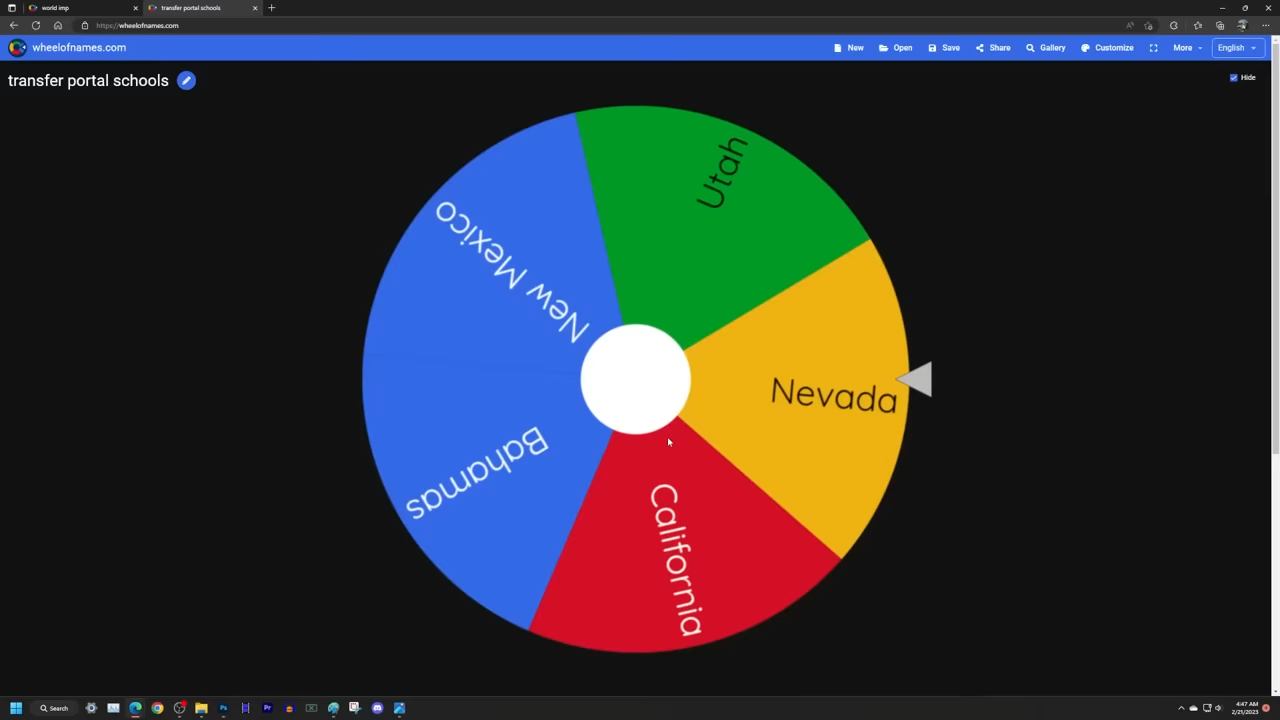 world imp
transfer portal schools
https://wheelofnames.com
wheelofnames.com
New
Open
Save
Share
Gallery
Customize
More
English
transfer portal schools
Hide
Utah
New Mexico
Nevada
Bahamas
California
Search
4:47 AM
2/21/2023